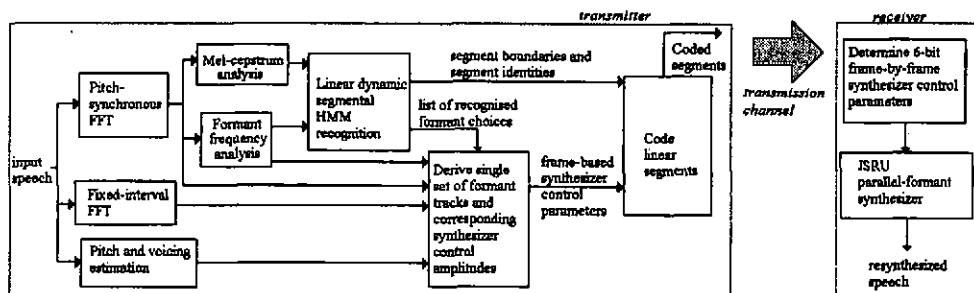 transmitter
receiver
input
speech
Pitch-
synchronous
FFT
Fixed-interval
FFT
Pitch and voicing
estimation
Mel-cepstrum
analysis
Formant
frequency
analysis
Linear dynamic
segmental
HMM
recognition
segment boundaries and
segment identities
list of recognised
formant choices
Derive single
set of formant
tracks and
corresponding
synthesizer
control
amplitudes
frame-based
synthesizer
control
parameters
Coded
segments
Code
linear
segments
transmission
channel
Determine 6-bit
frame-by-frame
synthesizer control
parameters
JSRU
parallel-formant
synthesizer
resynthesized
speech